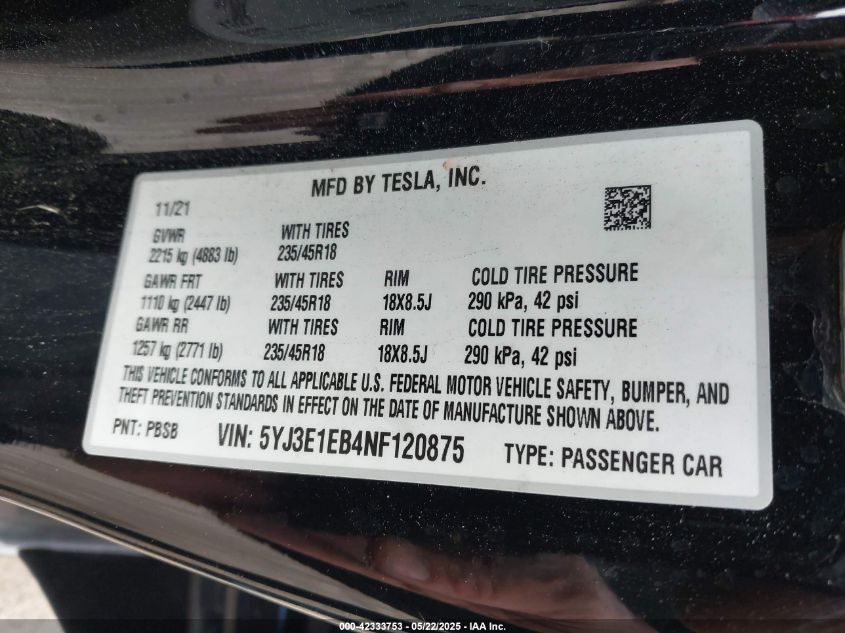 MFD BY TESLA, INC.
11/21
GVWR WITH TIRES
2215 kg (4883 lb) 235/45R18
GAWR FRT WITH TIRES RIM COLD TIRE PRESSURE
1110 kg (2447 lb) 235/45R18 18X8.5J 290 kPa, 42 psi
GAWR RR WITH TIRES RIM COLD TIRE PRESSURE
1257 kg (2771 lb) 235/45R18 18X8.5J 290 kPa, 42 psi
THIS VEHICLE CONFORMS TO ALL APPLICABLE U.S. FEDERAL MOTOR VEHICLE SAFETY, BUMPER, AND
THEFT PREVENTION STANDARDS IN EFFECT ON THE DATE OF MANUFACTURE SHOWN ABOVE.
PNT: PBSB VIN: 5YJ3E1EB4NF120875 TYPE: PASSENGER CAR
000-42333753 - 05/22/2025 - IAA Inc.